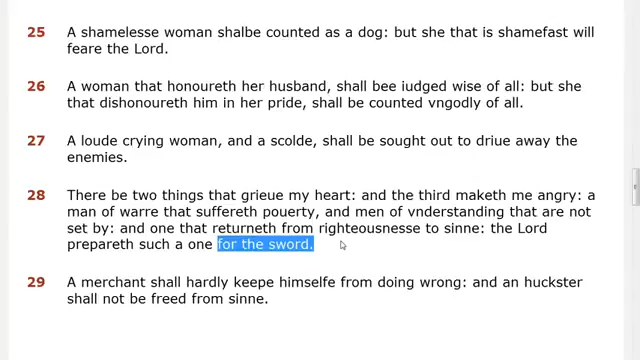 25 A shamelesse woman shalbe counted as a dog: but she that is shamefast will
feare the Lord.
26 A woman that honoureth her husband, shall bee iudged wise of all: but she
that dishonoureth him in her pride, shall be counted vngodly of all.
27 A loude crying woman, and a scolde, shall be sought out to driue away the
enemies.
28 There be two things that grieue my heart: and the third maketh me angry: a
man of warre that suffereth pouerty, and men of vnderstanding that are not
set by: and one that returneth from righteousnesse to sinne: the Lord
prepareth such a one for the sword.
29 A merchant shall hardly keepe himselfe from doing wrong: and an huckster
shall not be freed from sinne.